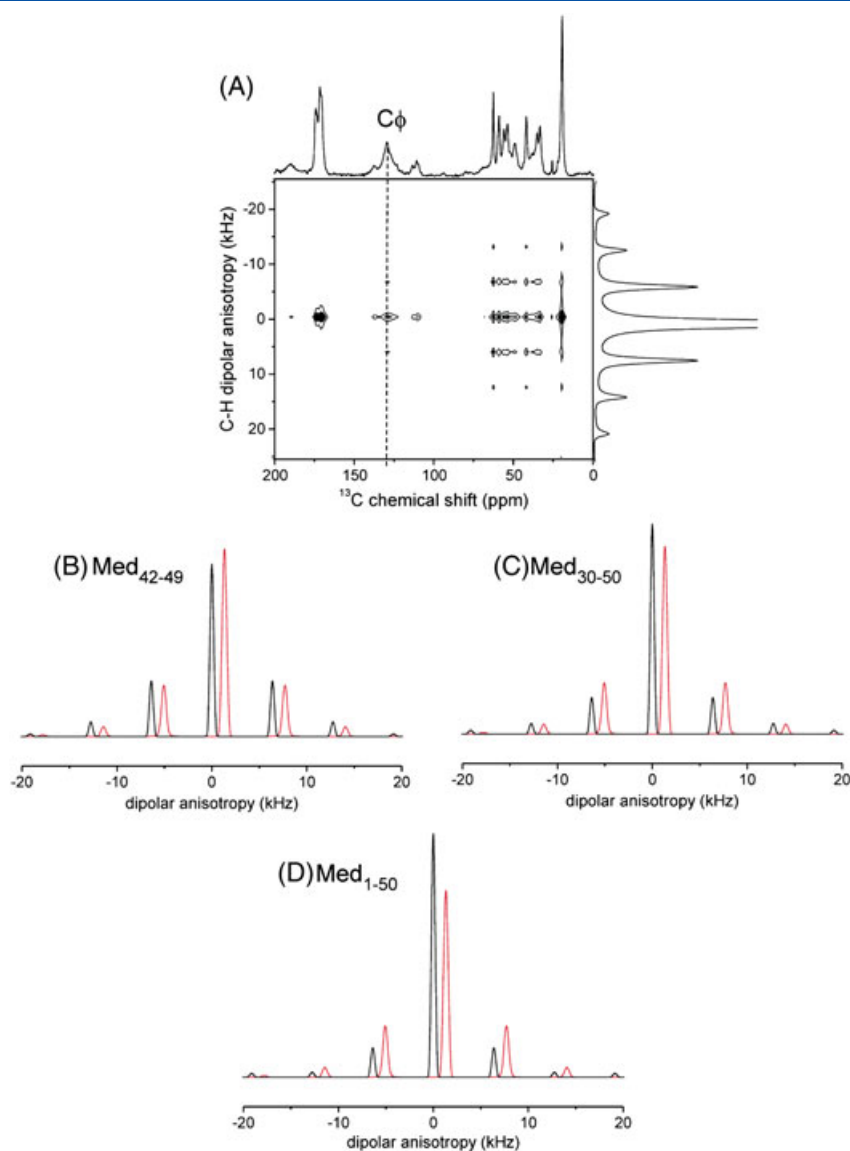 (A)
Cϕ
C-H dipolar anisotropy (kHz)
-20
-10
0
10
20
200 150 100 50 0
¹³C chemical shift (ppm)
(B) Med₄₂₋₄₉
-20 -10 0 10 20
dipolar anisotropy (kHz)
(C) Med₃₀₋₅₀
-20 -10 0 10 20
dipolar anisotropy (kHz)
(D) Med₁₋₅₀
-20 -10 0 10 20
dipolar anisotropy (kHz)